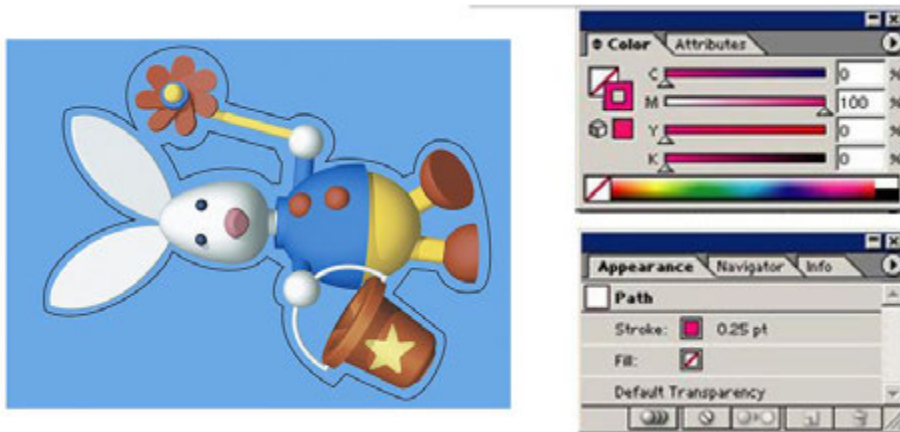 Color Attributes
C 0 %
M 100 %
Y 0 %
K 0 %
Appearance Navigator Info
Path
Stroke: 0.25 pt
Fill:
Default Transparency